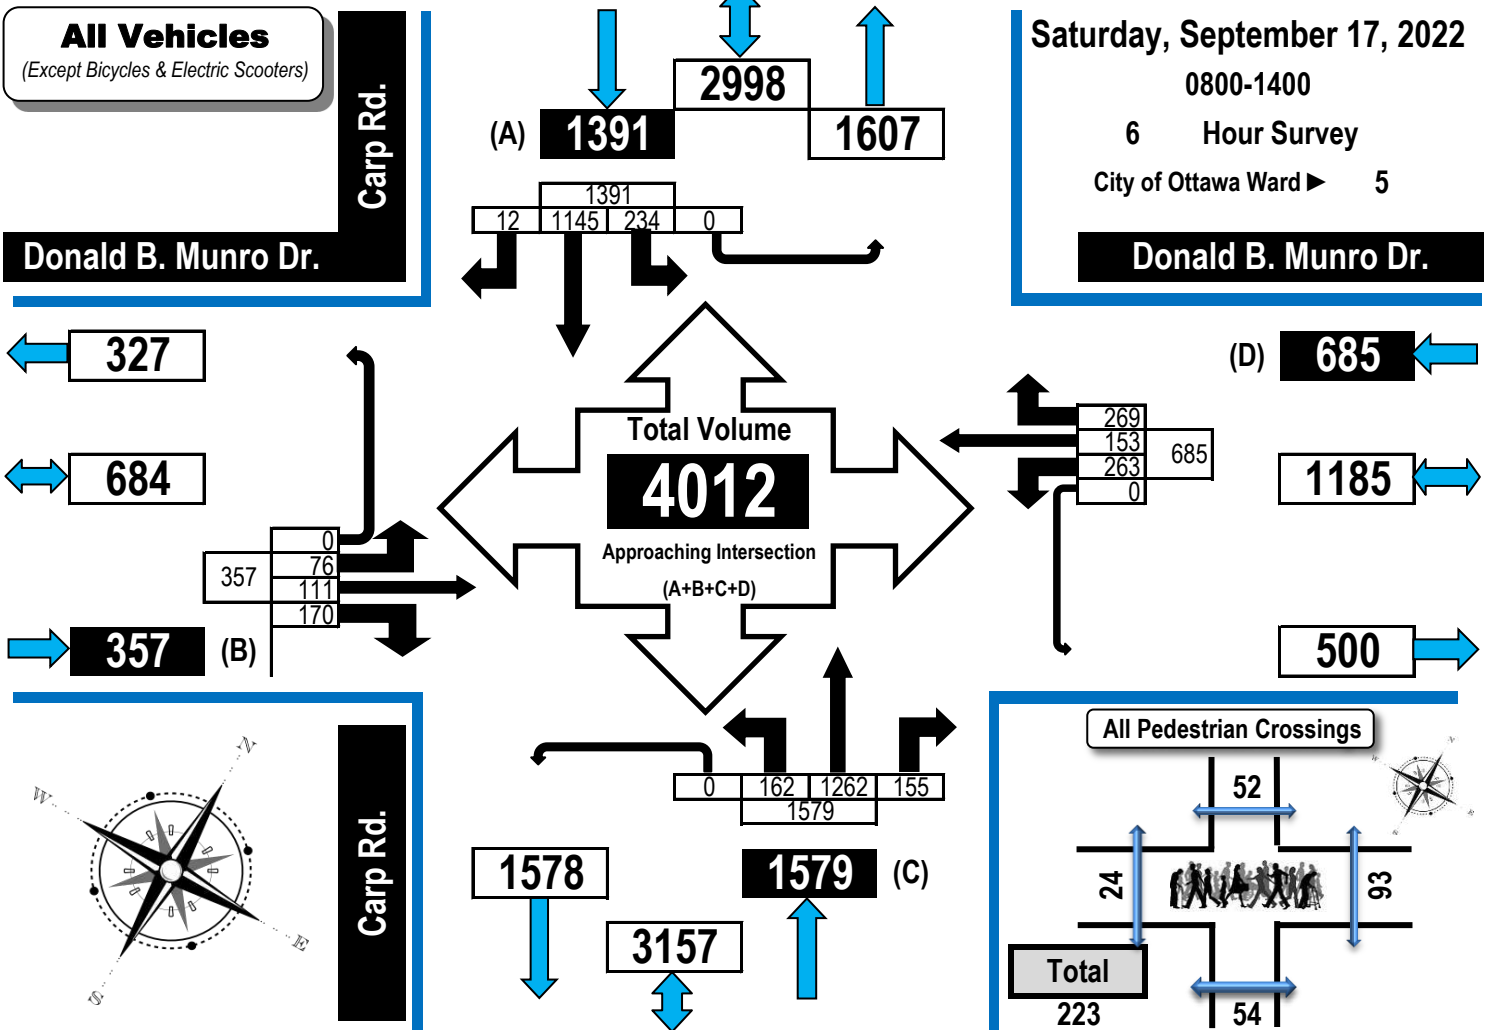 All Vehicles
(Except Bicycles & Electric Scooters)
Carp Rd.
Donald B. Munro Dr.
2998
(A) 1391
1607
1391
12 1145 234 0
Saturday, September 17, 2022
0800-1400
6 Hour Survey
City of Ottawa Ward ► 5
Donald B. Munro Dr.
327
684
0
76
111
170
357
357 (B)
Total Volume
4012
Approaching Intersection
(A+B+C+D)
(D) 685
269
153
263
0
685
1185
500
N
W
E
S
Carp Rd.
0 162 1262 155
1579
1578
1579 (C)
3157
All Pedestrian Crossings
N
W
E
S
52
24
93
54
Total
223